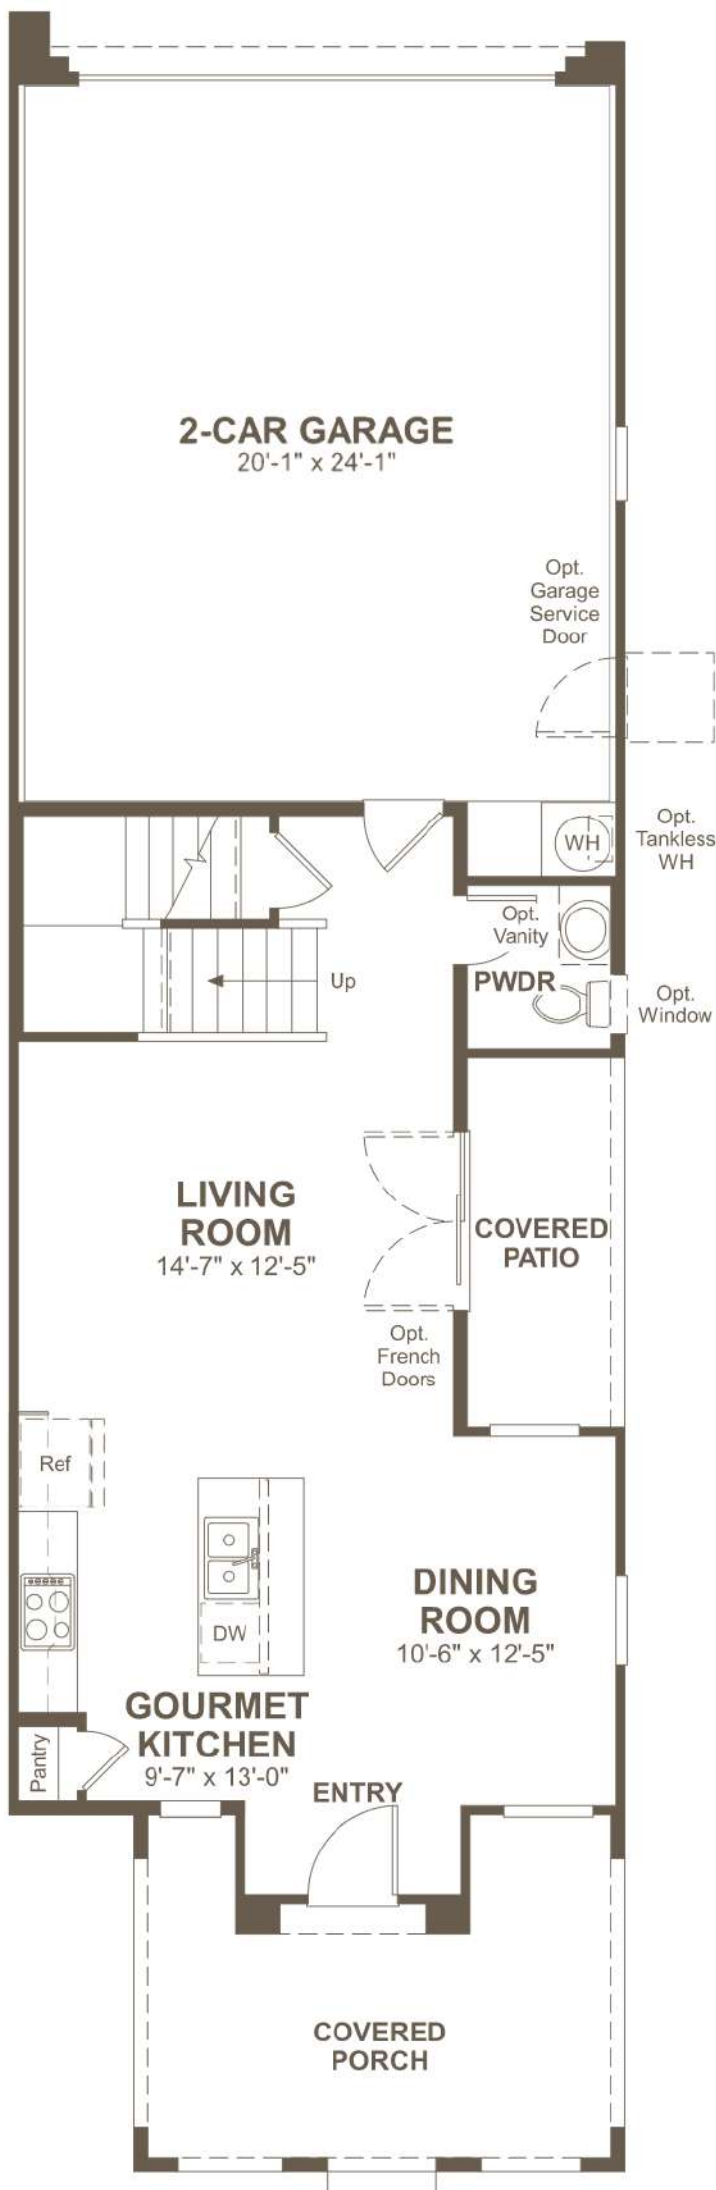 2-CAR GARAGE
20'-1" x 24'-1"
Opt.
Garage
Service
Door
WH
Opt.
Tankless
WH
Opt.
Vanity
PWDR
Up
Opt.
Window
LIVING
ROOM
14'-7" x 12'-5"
COVERED
PATIO
Opt.
French
Doors
Ref
DW
DINING
ROOM
10'-6" x 12'-5"
GOURMET
KITCHEN
9'-7" x 13'-0"
Pantry
ENTRY
COVERED
PORCH